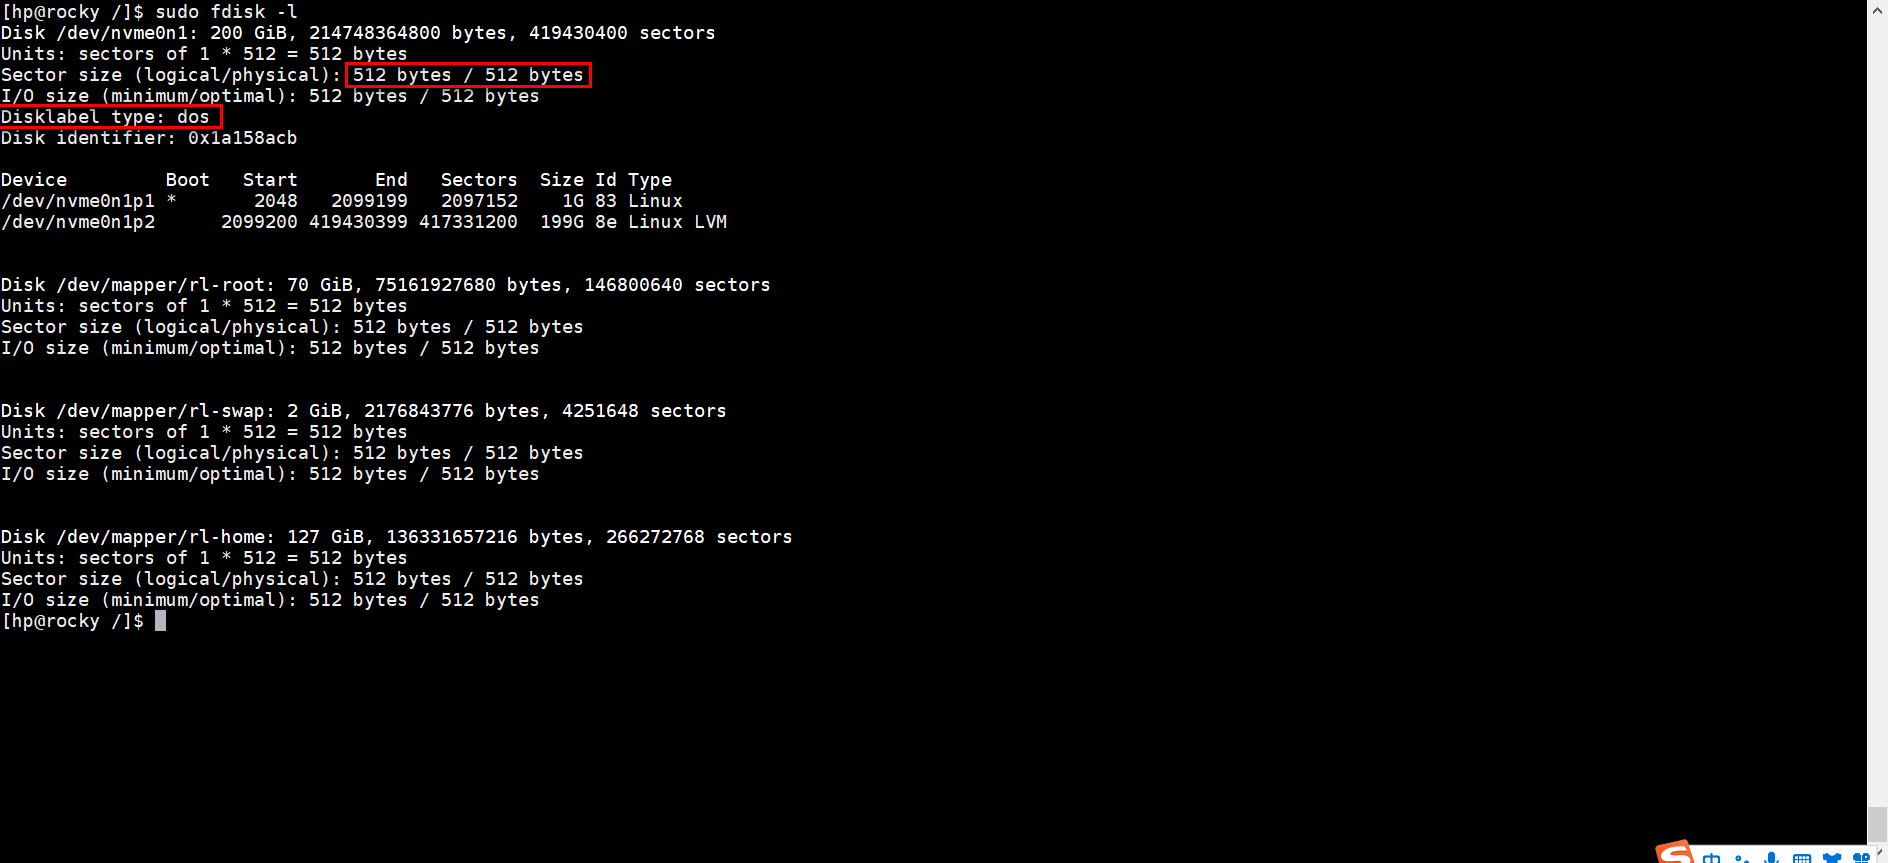 [hp@rocky /]$ sudo fdisk -l
Disk /dev/nvme0n1: 200 GiB, 214748364800 bytes, 419430400 sectors
Units: sectors of 1 * 512 = 512 bytes
Sector size (logical/physical): 512 bytes / 512 bytes
I/O size (minimum/optimal): 512 bytes / 512 bytes
Disklabel type: dos
Disk identifier: 0x1a158acb
Device         Boot   Start       End   Sectors  Size Id Type
/dev/nvme0n1p1 *       2048   2099199   2097152    1G 83 Linux
/dev/nvme0n1p2      2099200 419430399 417331200  199G 8e Linux LVM
Disk /dev/mapper/rl-root: 70 GiB, 75161927680 bytes, 146800640 sectors
Units: sectors of 1 * 512 = 512 bytes
Sector size (logical/physical): 512 bytes / 512 bytes
I/O size (minimum/optimal): 512 bytes / 512 bytes
Disk /dev/mapper/rl-swap: 2 GiB, 2176843776 bytes, 4251648 sectors
Units: sectors of 1 * 512 = 512 bytes
Sector size (logical/physical): 512 bytes / 512 bytes
I/O size (minimum/optimal): 512 bytes / 512 bytes
Disk /dev/mapper/rl-home: 127 GiB, 136331657216 bytes, 266272768 sectors
Units: sectors of 1 * 512 = 512 bytes
Sector size (logical/physical): 512 bytes / 512 bytes
I/O size (minimum/optimal): 512 bytes / 512 bytes
[hp@rocky /]$
S 中